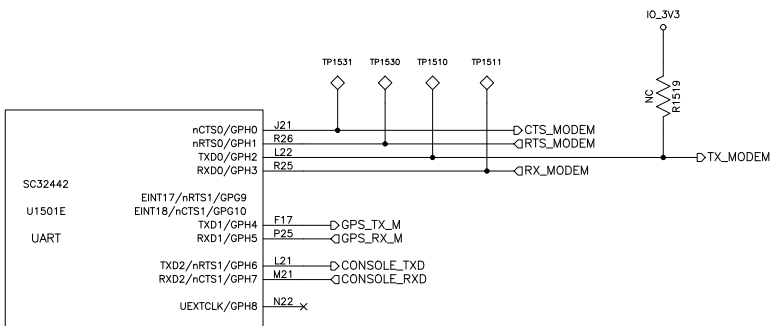 IO_3V3
TP1531 TP1530 TP1510 TP1511
NC
R1519
nCTS0/GPH0 J21 CTS_MODEM
nRTS0/GPH1 R26 RTS_MODEM
TXD0/GPH2 L22 TX_MODEM
RXD0/GPH3 R25 RX_MODEM
SC32442
EINT17/nRTS1/GPG9
U1501E EINT18/nCTS1/GPG10
TXD1/GPH4 F17 GPS_TX_M
UART RXD1/GPH5 P25 GPS_RX_M
TXD2/nRTS1/GPH6 L21 CONSOLE_TXD
RXD2/nCTS1/GPH7 M21 CONSOLE_RXD
UEXTCLK/GPH8 N22